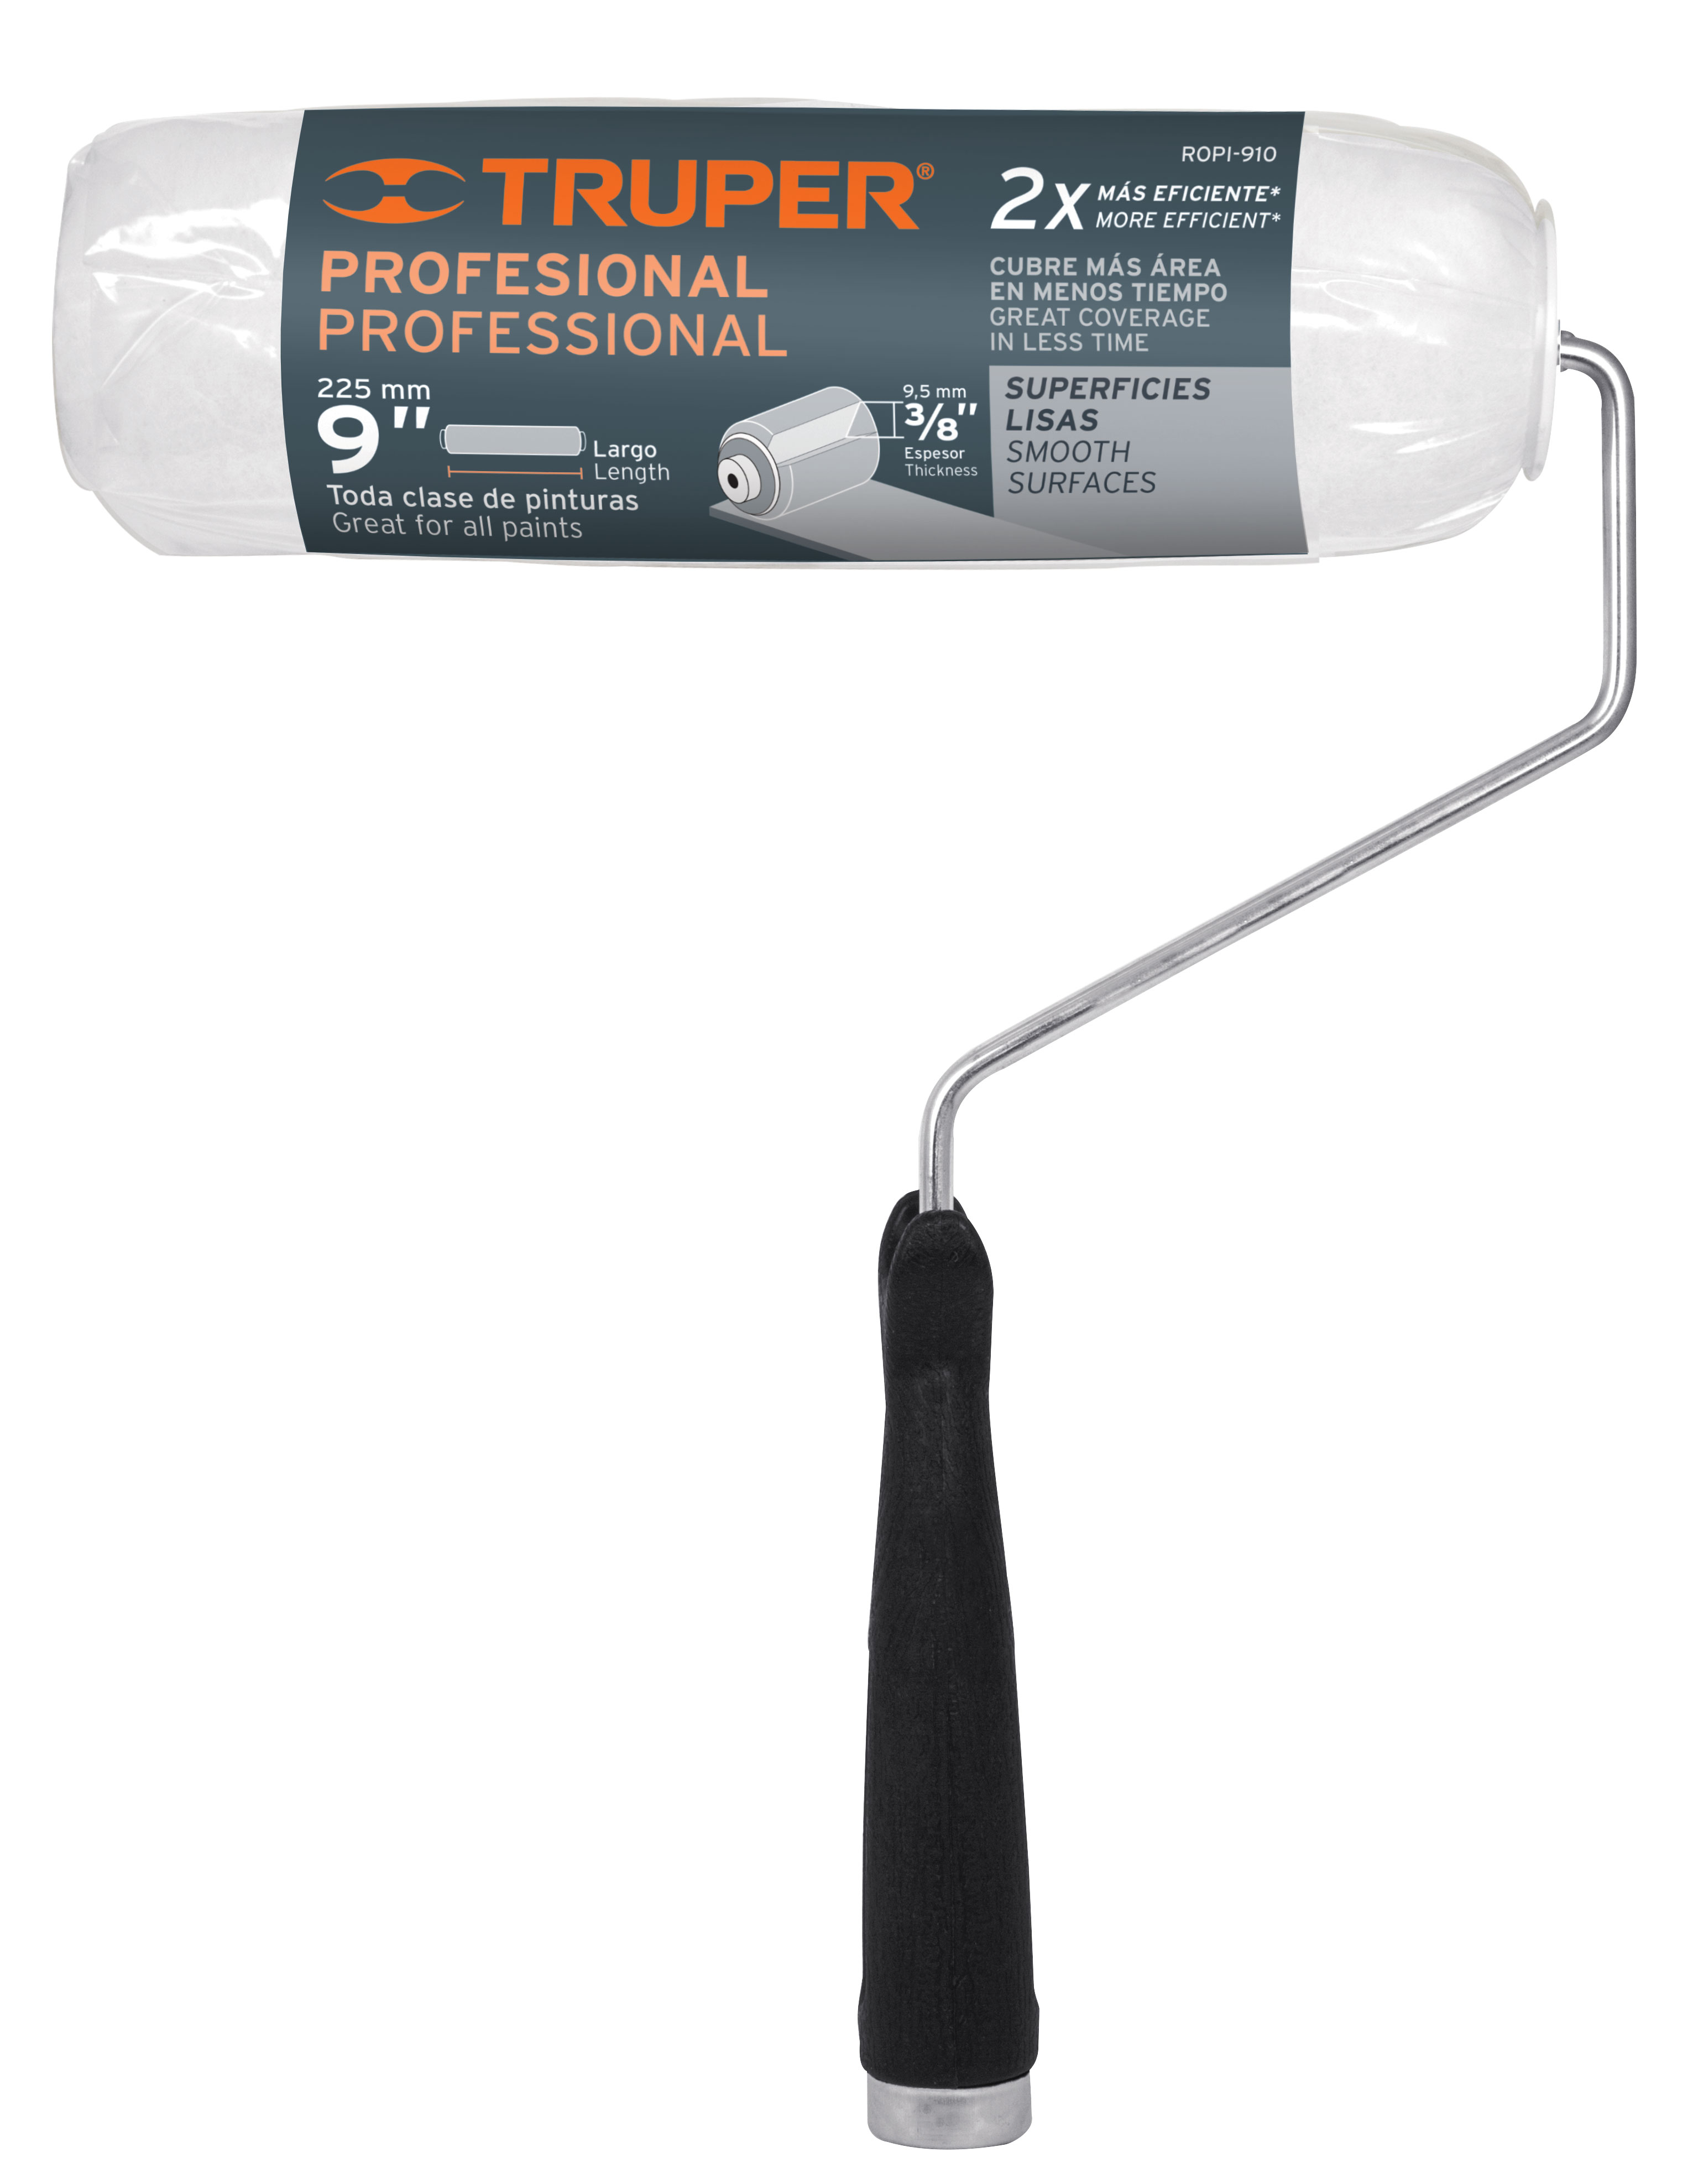 TRUPER®
PROFESIONAL
PROFESSIONAL
225 mm
9"
Largo
Length
Toda clase de pinturas
Great for all paints
9,5 mm
3/8"
Espesor
Thickness
ROPI-910
2x MÁS EFICIENTE*
MORE EFFICIENT*
CUBRE MÁS ÁREA
EN MENOS TIEMPO
GREAT COVERAGE
IN LESS TIME
SUPERFICIES
LISAS
SMOOTH
SURFACES